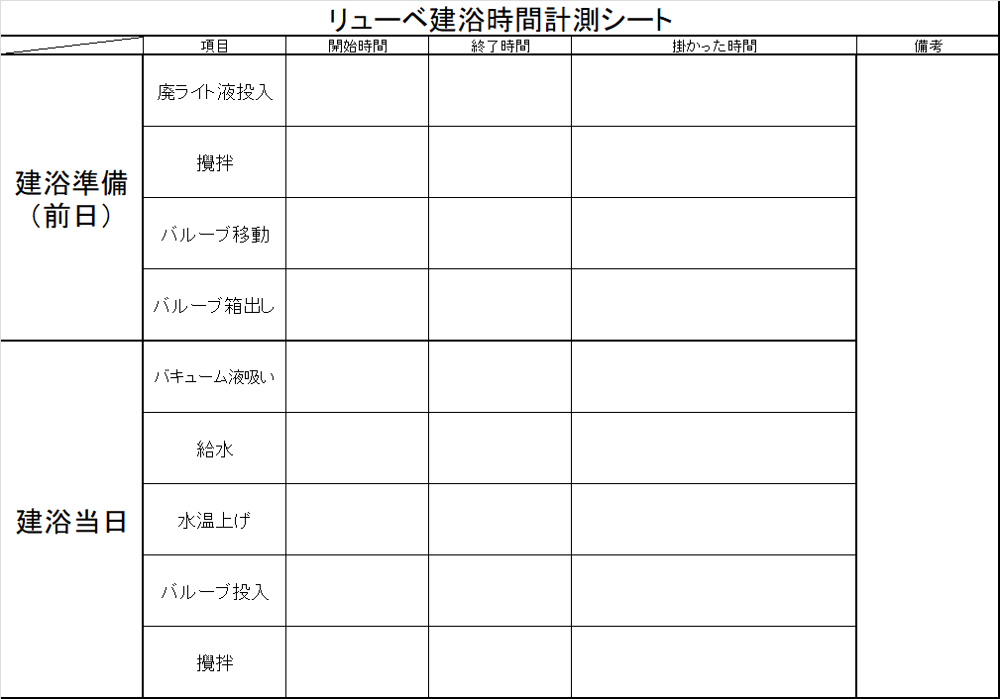 リューベ建浴時間計測シート
項目 開始時間 終了時間 掛かった時間 備考
建浴準備
（前日）
廃ライト液投入
攪拌
バルーブ移動
バルーブ箱出し
建浴当日
バキューム液吸い
給水
水温上げ
バルーブ投入
攪拌